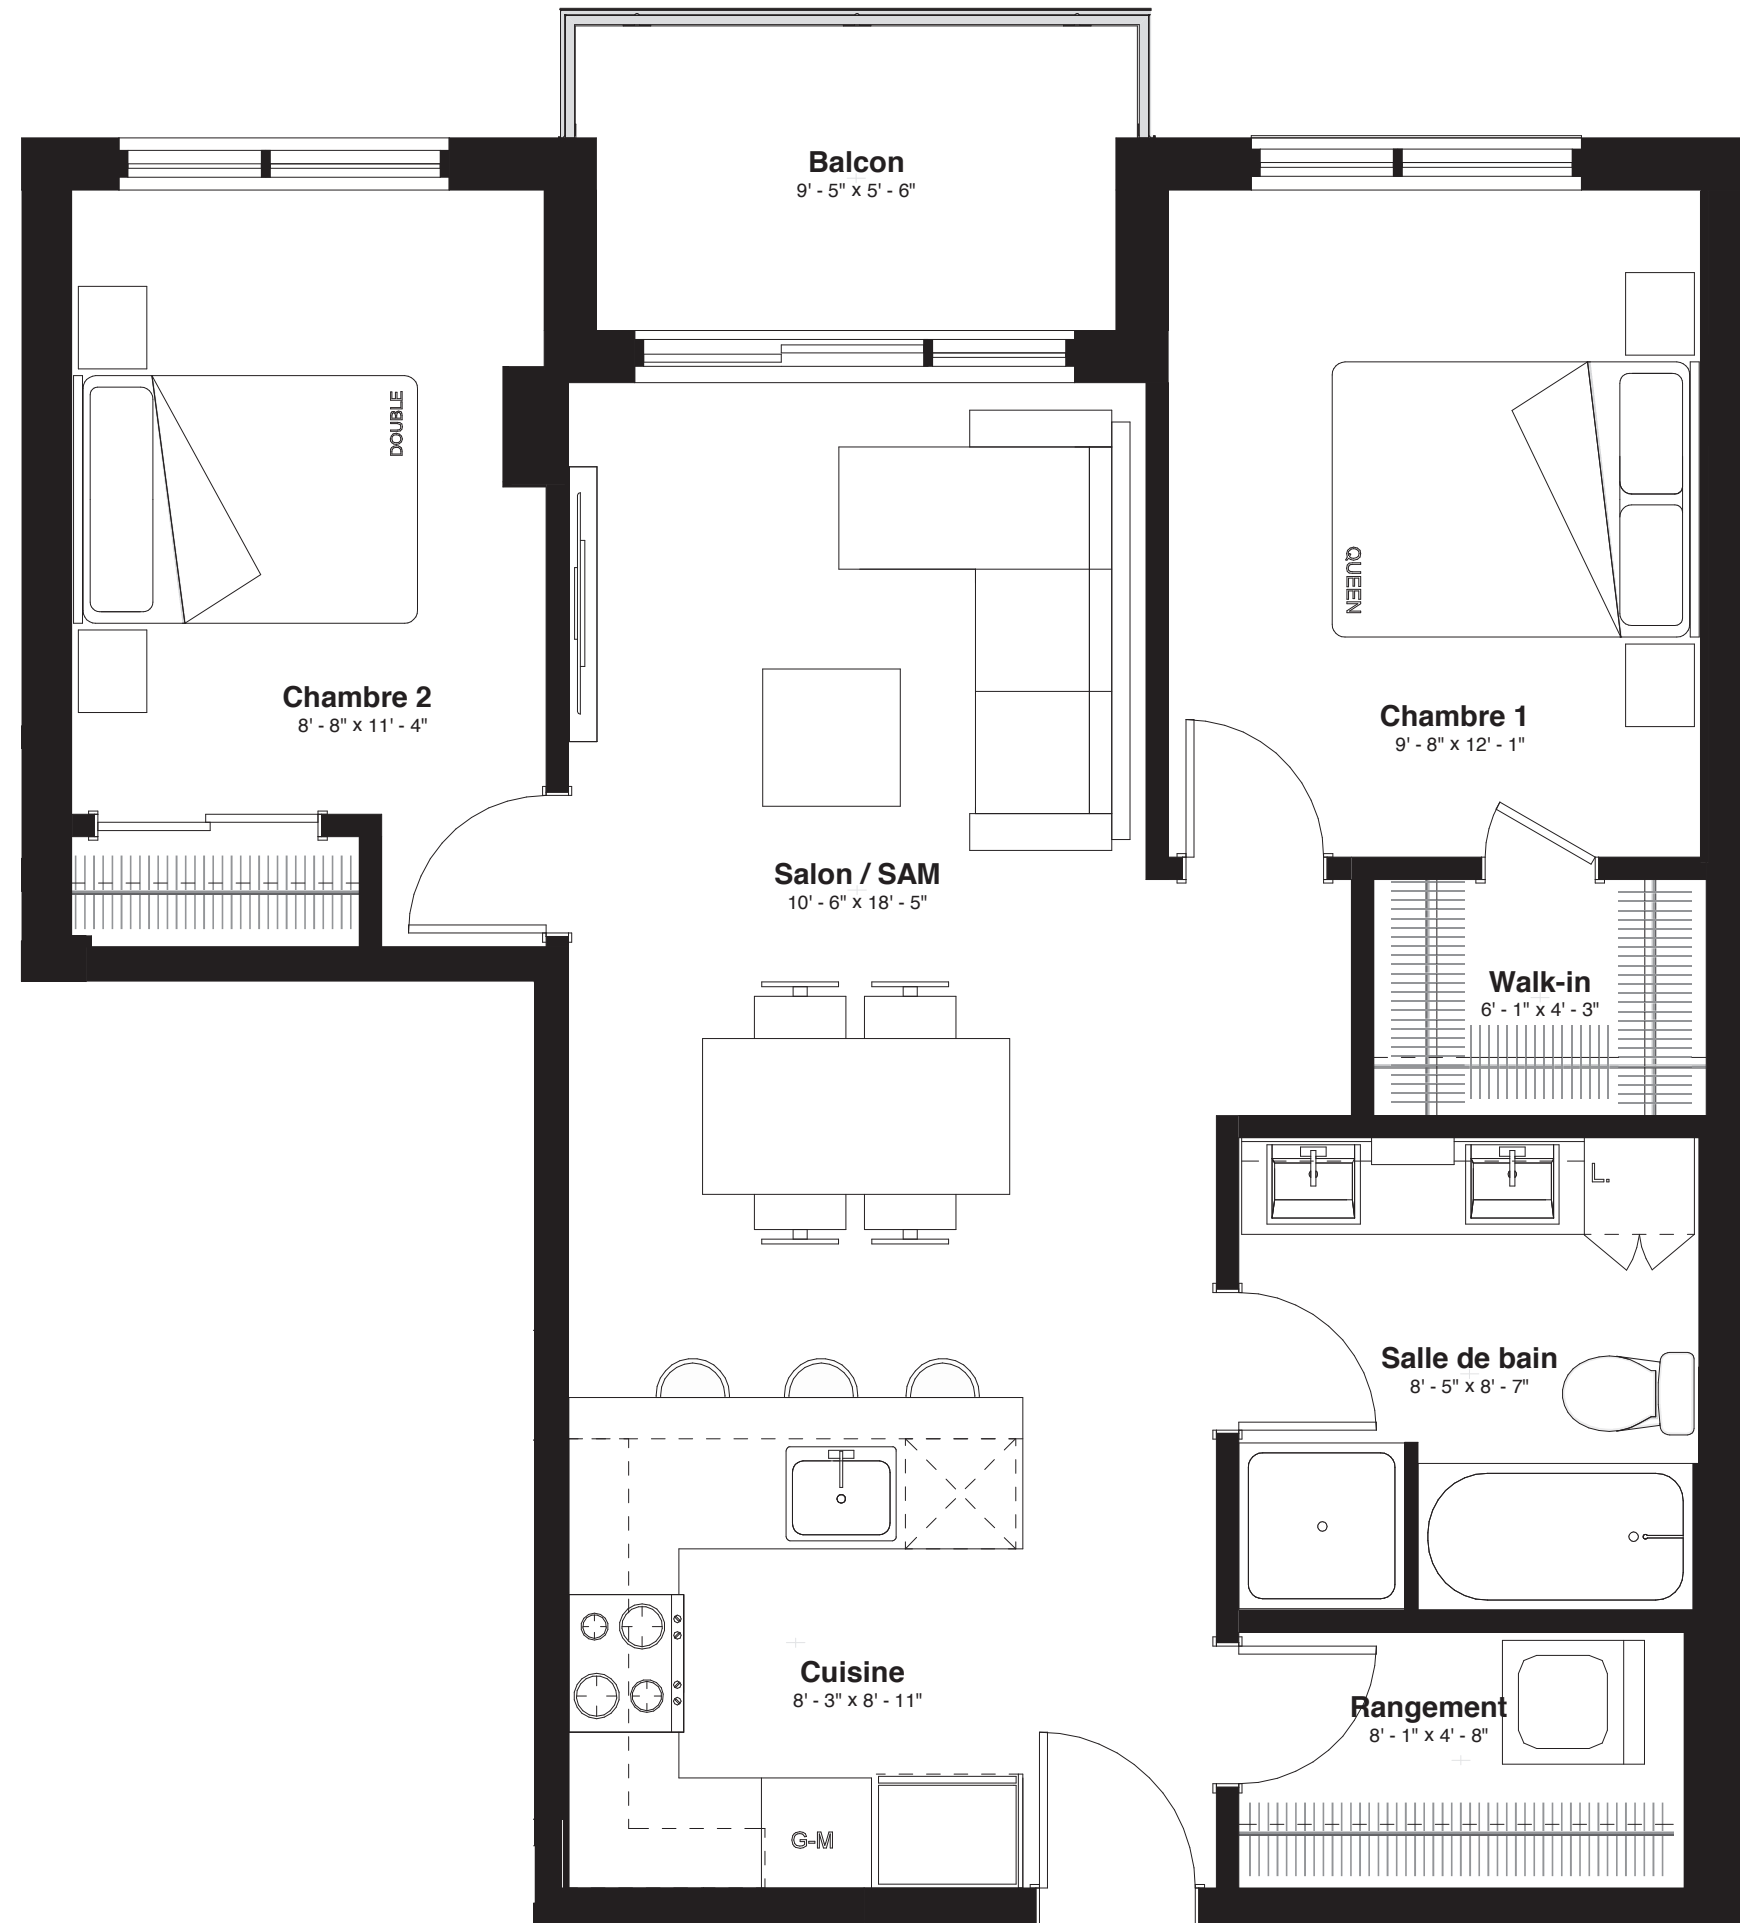 Balcon
9' - 5" x 5' - 6"
DOUBLE
QUEEN
Chambre 2
8' - 8" x 11' - 4"
Chambre 1
9' - 8" x 12' - 1"
Salon / SAM
10' - 6" x 18' - 5"
Walk-in
6' - 1" x 4' - 3"
L.
Salle de bain
8' - 5" x 8' - 7"
Cuisine
8' - 3" x 8' - 11"
Rangement
8' - 1" x 4' - 8"
G-M